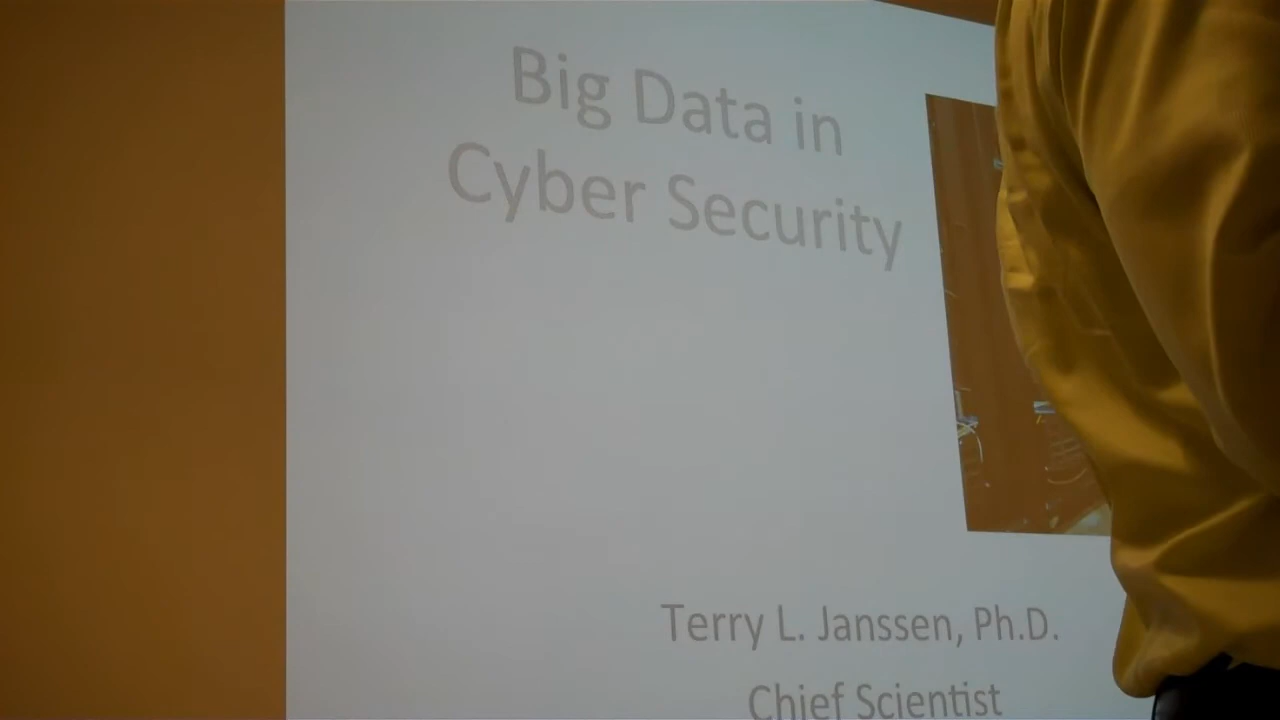 Big Data in
Cyber Security
Terry L. Janssen, Ph.D.
Chief Scientist